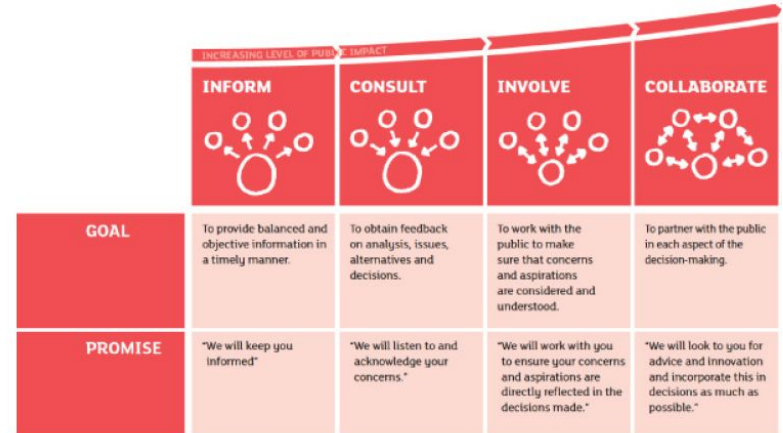 INCREASING LEVEL OF PUBLIC IMPACT
INFORM
CONSULT
INVOLVE
COLLABORATE
GOAL
To provide balanced and
objective information in
a timely manner.
To obtain feedback
on analysis, issues,
alternatives and
decisions.
To work with the
public to make
sure that concerns
and aspirations
are considered and
understood.
To partner with the public
in each aspect of the
decision-making.
PROMISE
“We will keep you
informed”
“We will listen to and
acknowledge your
concerns.”
“We will work with you
to ensure your concerns
and aspirations are
directly reflected in the
decisions made.”
“We will look to you for
advice and innovation
and incorporate this in
decisions as much as
possible.”